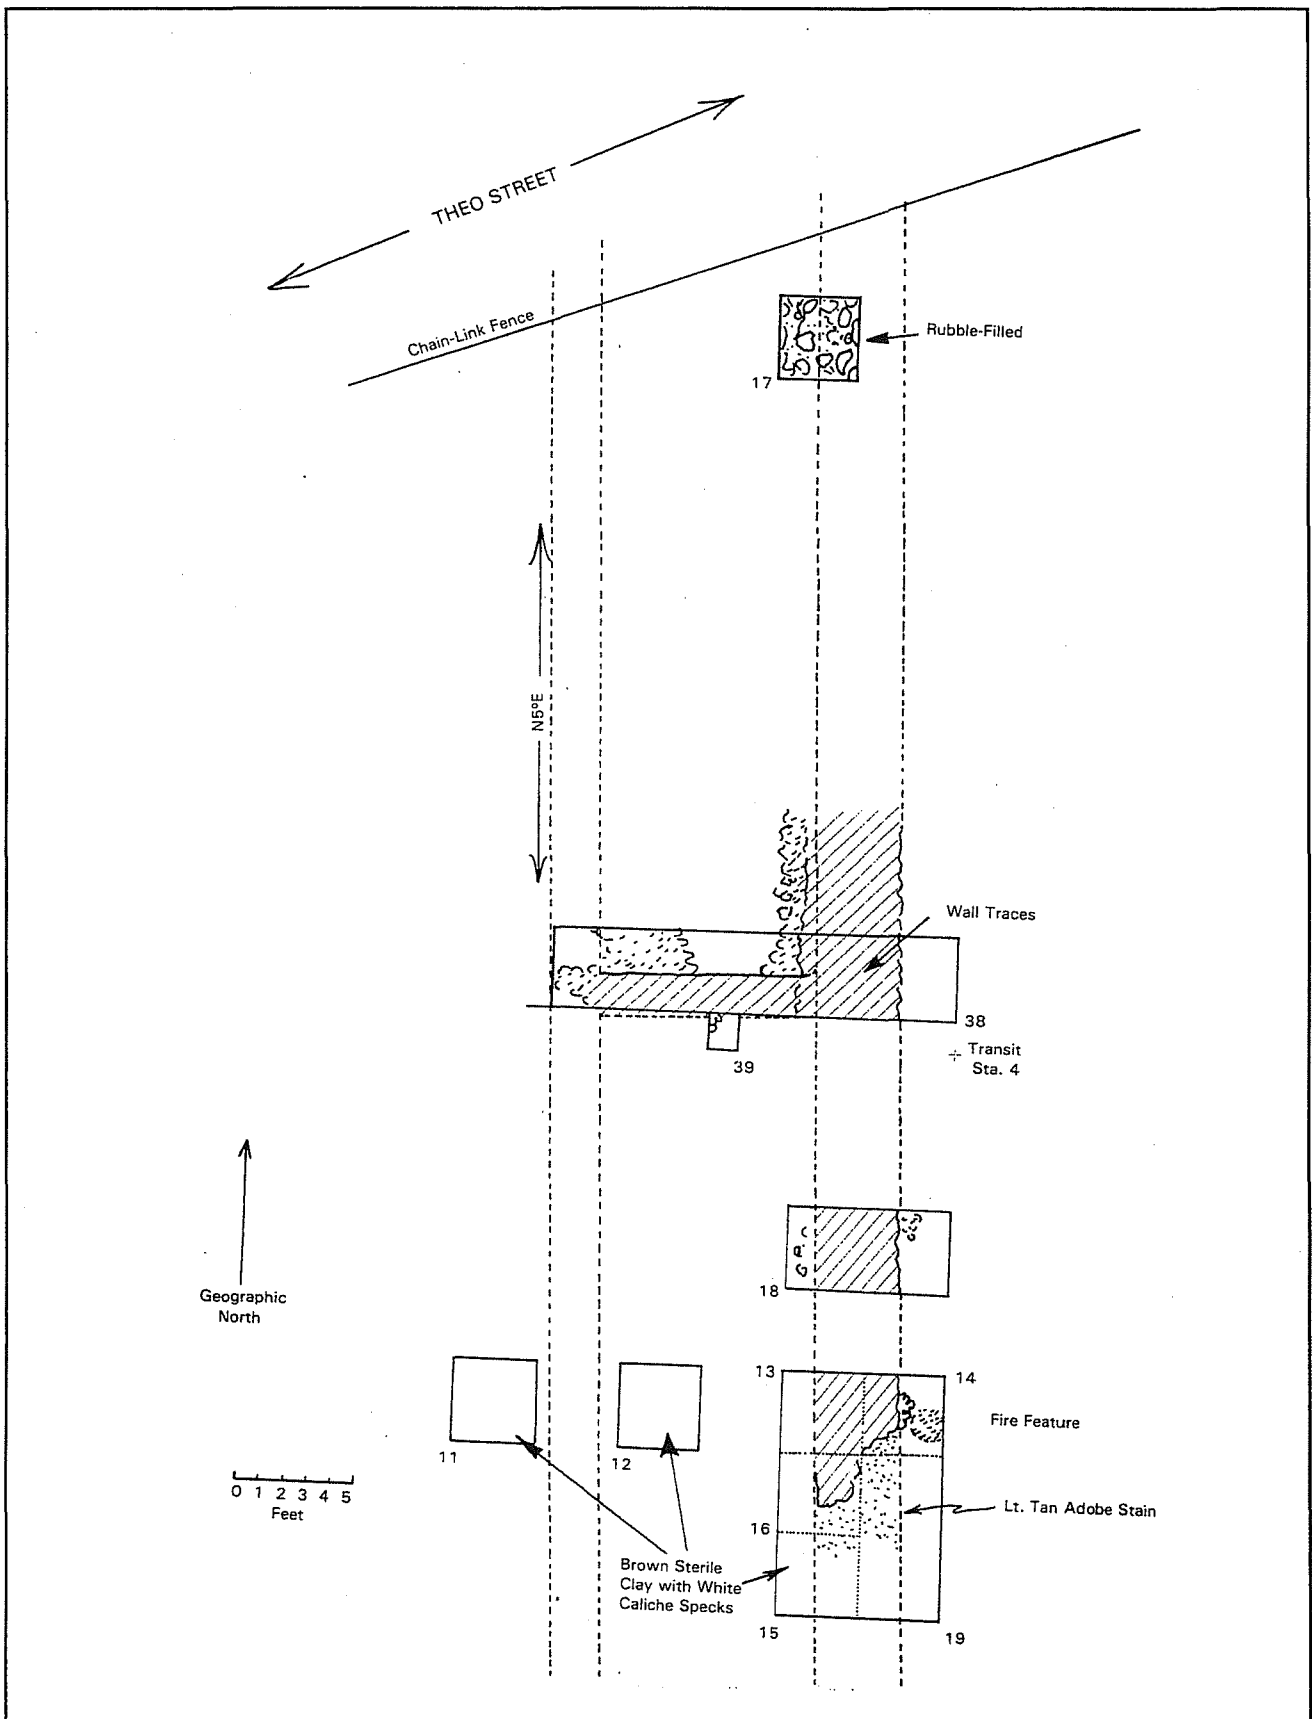 THEO STREET
Chain-Link Fence
Rubble-Filled
17
N5°E
Wall Traces
38
Transit
Sta. 4
39
18
Geographic
North
13
14
Fire Feature
11
12
0 1 2 3 4 5
Feet
Lt. Tan Adobe Stain
16
Brown Sterile
Clay with White
Caliche Specks
15
19